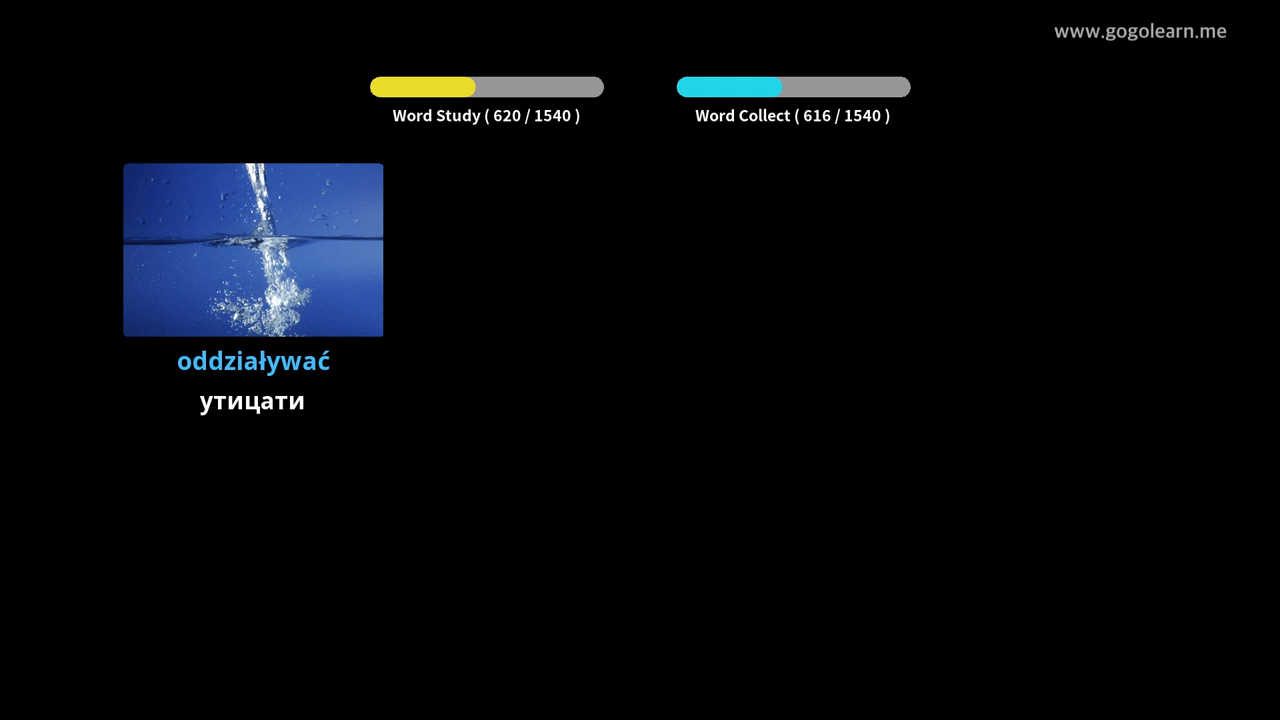 www.gogolearn.me
Word Study ( 620 / 1540 )
Word Collect ( 616 / 1540 )
oddziaływać
утицати